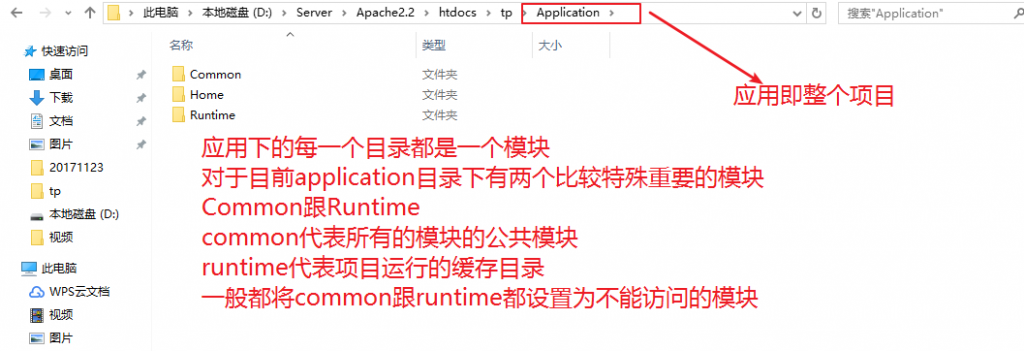 此电脑 › 本地磁盘 (D:) › Server › Apache2.2 › htdocs › tp › Application ›
搜索"Application"
名称 类型 大小
快速访问
桌面
下载
文档
图片
20171123
tp
本地磁盘 (D:)
视频
此电脑
WPS云文档
视频
图片
Common 文件夹
Home 文件夹
Runtime 文件夹
应用即整个项目
应用下的每一个目录都是一个模块
对于目前application目录下有两个比较特殊重要的模块
Common跟Runtime
common代表所有的模块的公共模块
runtime代表项目运行的缓存目录
一般都将common跟runtime都设置为不能访问的模块